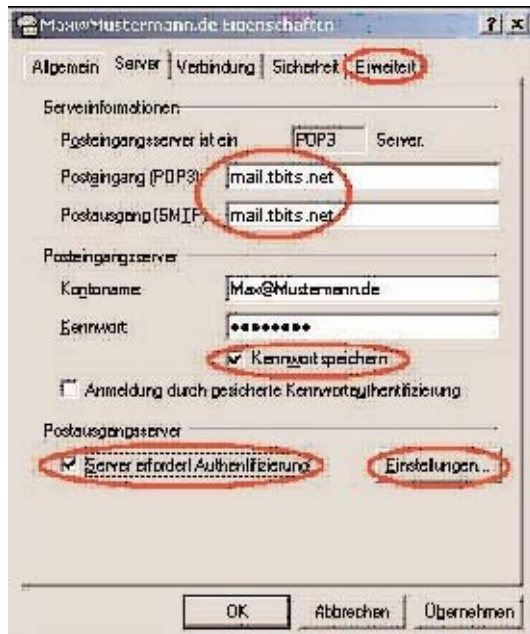 Max@Mustermann.de Eigenschaften
Allgemein Server Verbindung Sicherheit Erweitert
Serverinformationen
Posteingangsserver ist ein POP3 Server.
Posteingang (POP3): mail.tbits.net
Postausgang (SMTP): mail.tbits.net
Posteingangsserver
Kontoname: Max@Mustermann.de
Kennwort: ●●●●●●●●
Kennwort speichern
Anmeldung durch gesicherte Kennwortauthentifizierung
Postausgangsserver
Server erfordert Authentifizierung Einstellungen...
OK Abbrechen Übernehmen